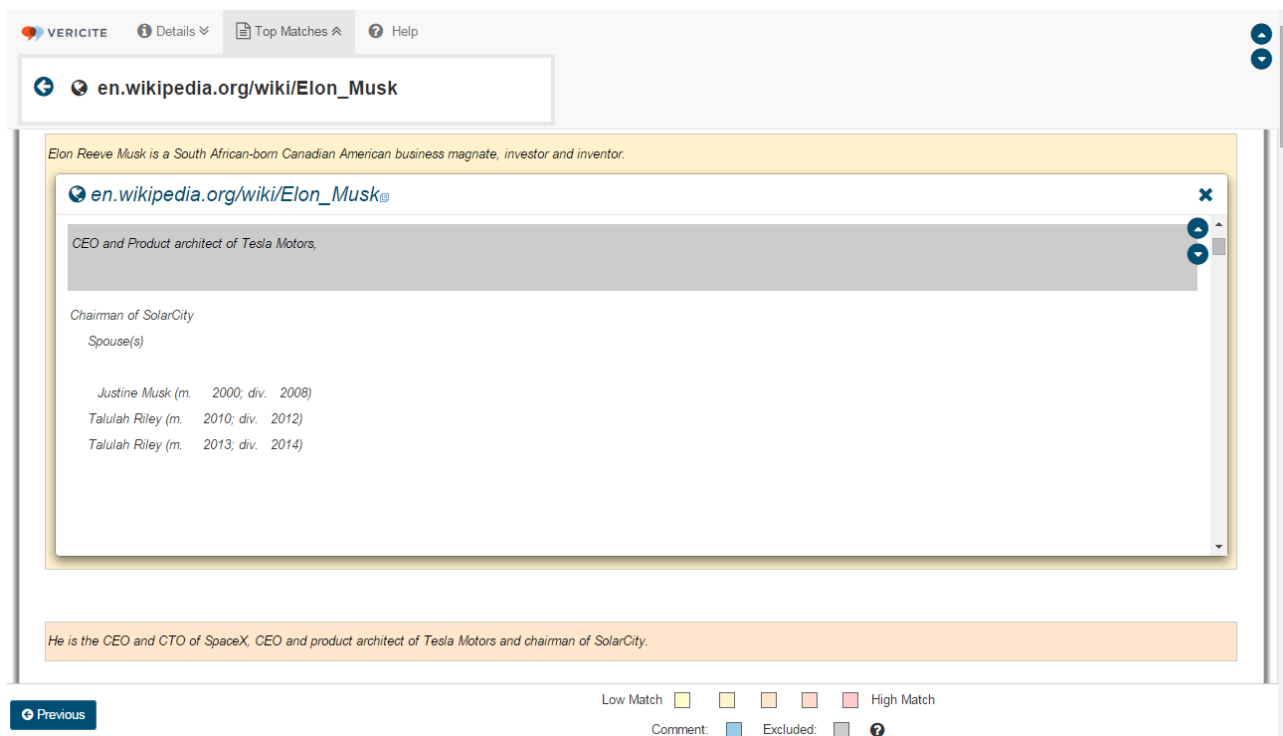 VERICITE Details Top Matches Help
en.wikipedia.org/wiki/Elon_Musk
Elon Reeve Musk is a South African-born Canadian American business magnate, investor and inventor.
en.wikipedia.org/wiki/Elon_Musk
CEO and Product architect of Tesla Motors,
Chairman of SolarCity
Spouse(s)
Justine Musk (m. 2000; div. 2008)
Talulah Riley (m. 2010; div. 2012)
Talulah Riley (m. 2013; div. 2014)
He is the CEO and CTO of SpaceX, CEO and product architect of Tesla Motors and chairman of SolarCity.
Low Match High Match
Previous
Comment: Excluded: